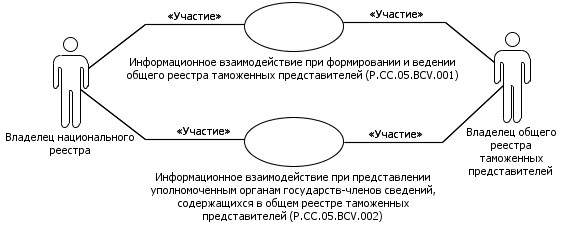 «Участие»
«Участие»
Информационное взаимодействие при формировании и ведении
общего реестра таможенных представителей (P.CC.05.BCV.001)
Владелец национального
реестра
Владелец общего
реестра
таможенных
представителей
«Участие»
«Участие»
Информационное взаимодействие при представлении
уполномоченным органам государств-членов сведений,
содержащихся в общем реестре таможенных
представителей (P.CC.05.BCV.002)